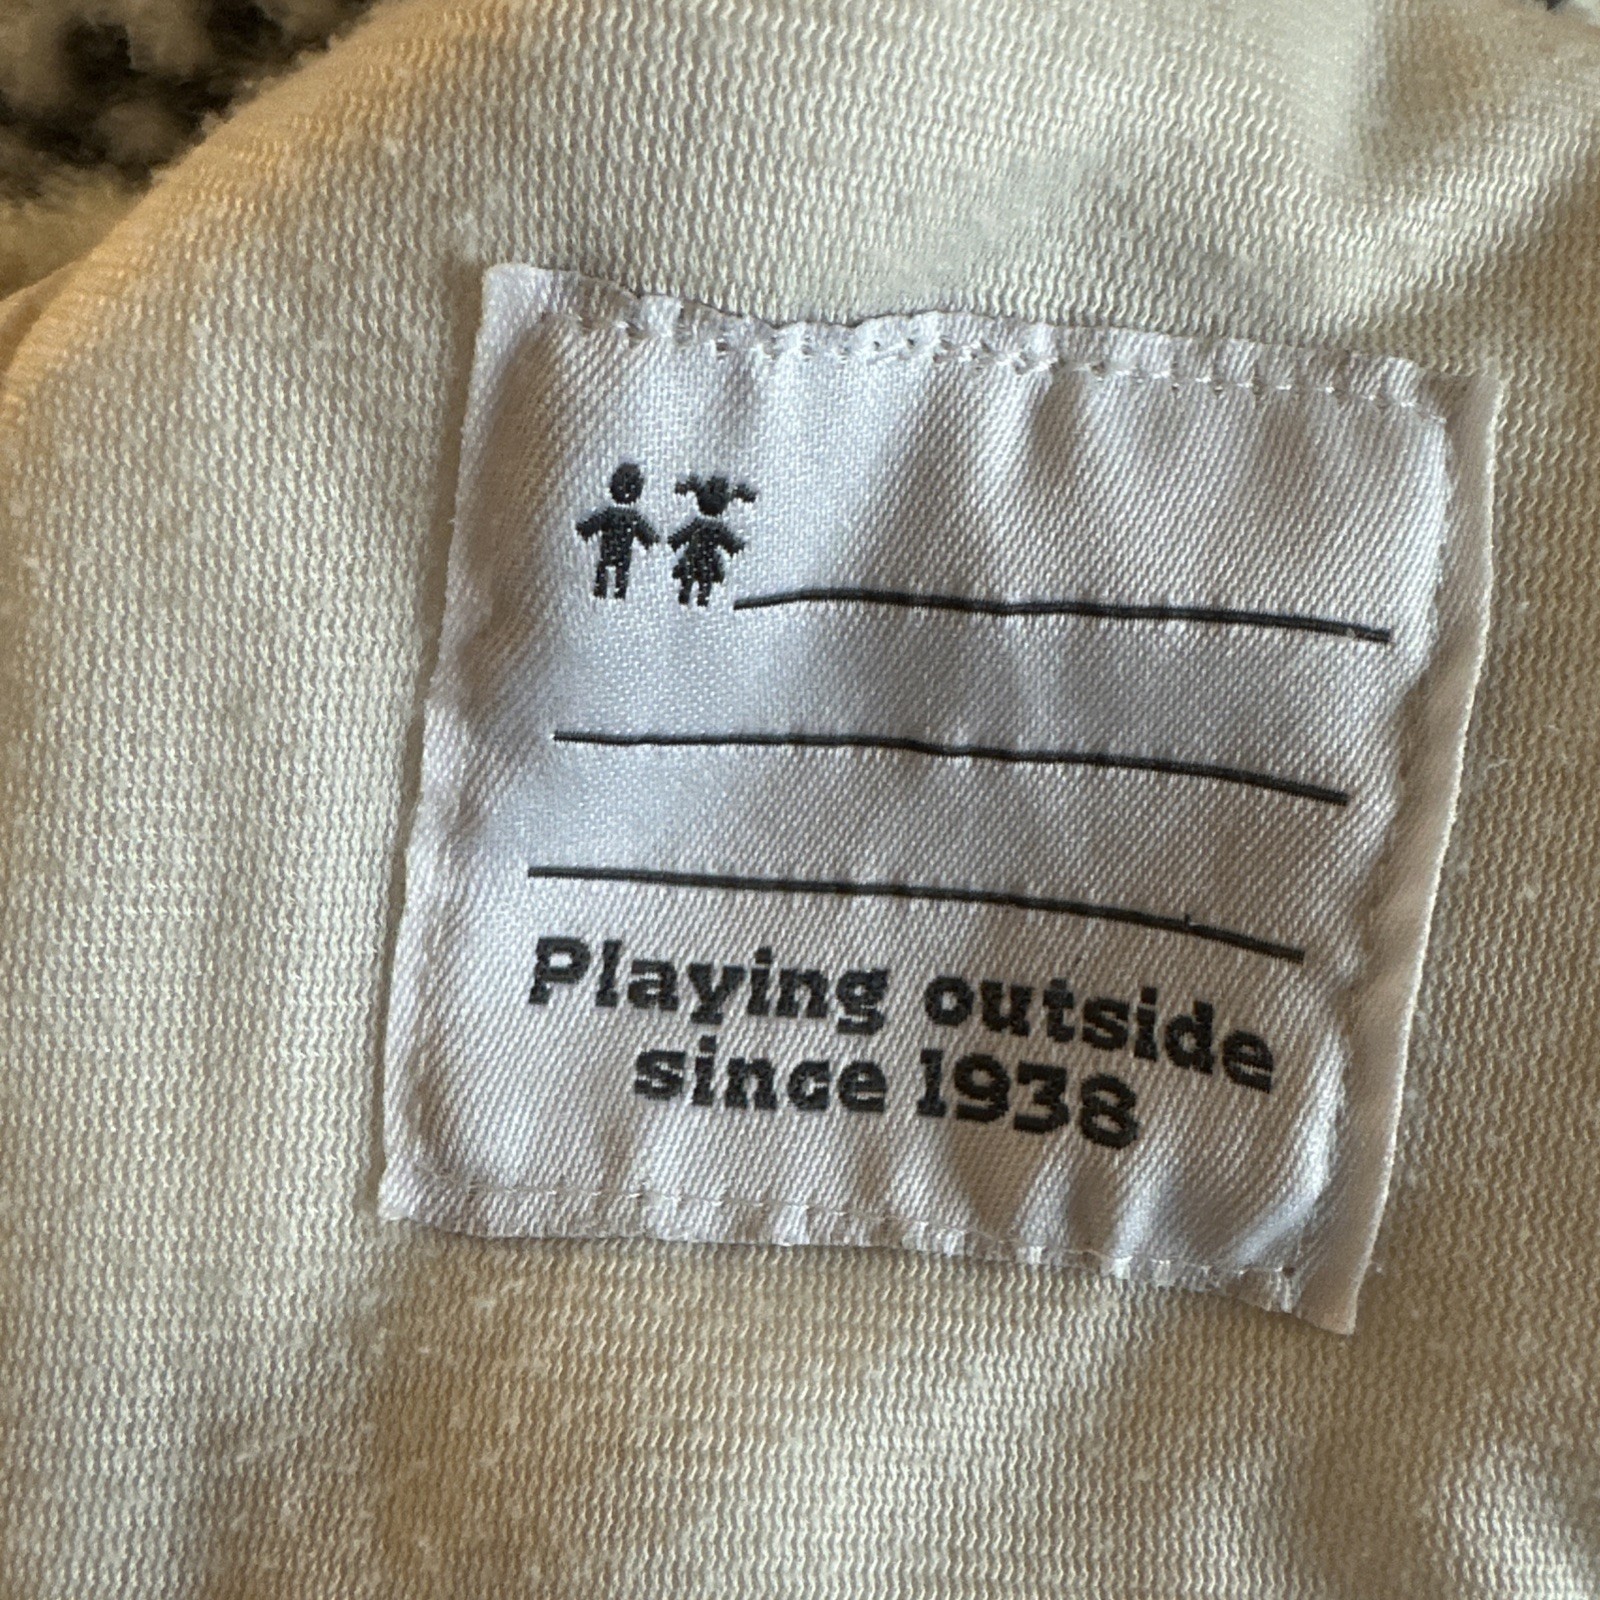 Playing outside
since 1938